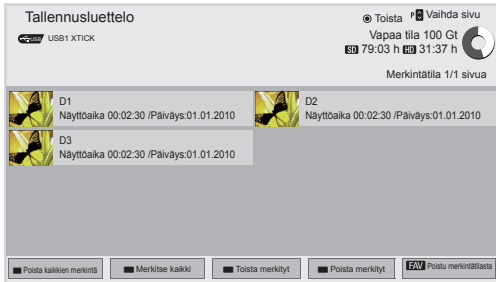 Tallennusluettelo
Toista P Vaihda sivu
USB USB1 XTICK
Vapaa tila 100 Gt
SD 79:03 h HD 31:37 h
Merkintätila 1/1 sivua
D1
Näyttöaika 00:02:30 /Päiväys:01.01.2010
D2
Näyttöaika 00:02:30 /Päiväys:01.01.2010
D3
Näyttöaika 00:02:30 /Päiväys:01.01.2010
Poista kaikkien merkintä
Merkitse kaikki
Toista merkityt
Poista merkityt
FAV Poistu merkintätilasta